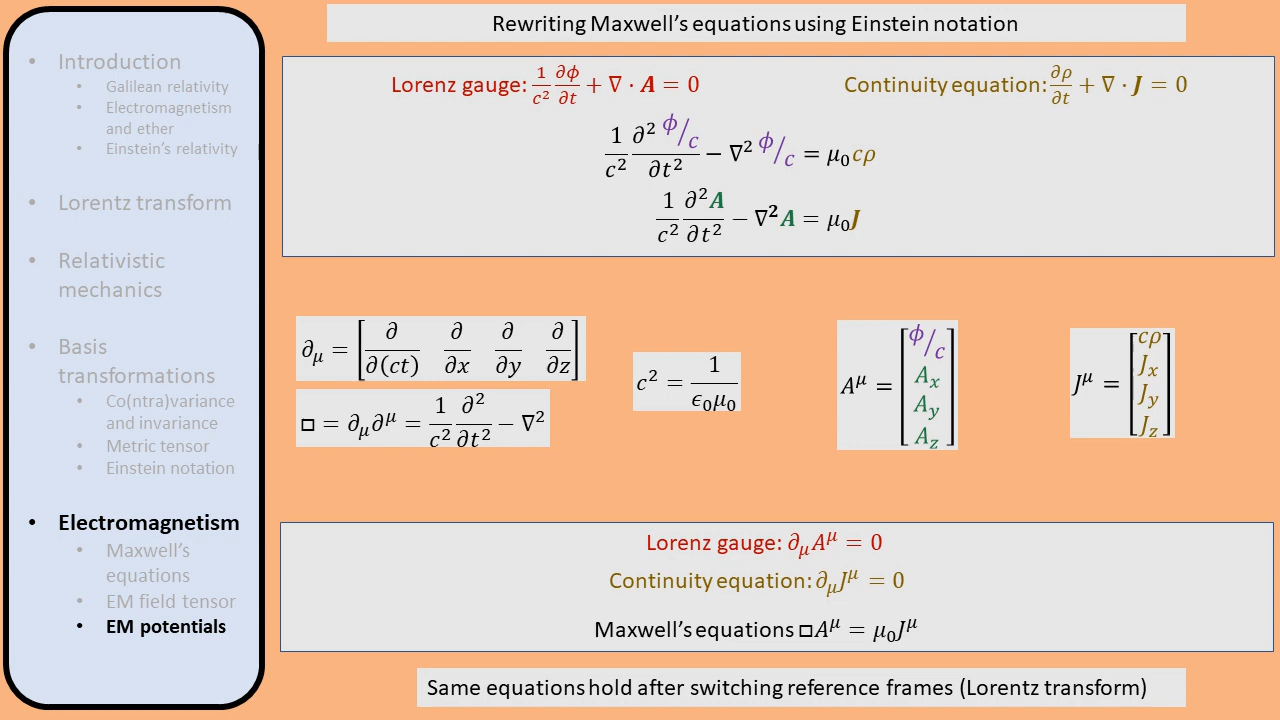 Rewriting Maxwell's equations using Einstein notation
• Introduction
• Galilean relativity
• Electromagnetism
and ether
• Einstein's relativity
• Lorentz transform
• Relativistic
mechanics
• Basis
transformations
• Co(ntra)variance
and invariance
• Metric tensor
• Einstein notation
• Electromagnetism
• Maxwell's
equations
• EM field tensor
• EM potentials
Lorenz gauge: 1/c² ∂ϕ/∂t + ∇ · A = 0
Continuity equation: ∂ρ/∂t + ∇ · J = 0
1/c² ∂² ϕ/c / ∂t² − ∇² ϕ/c = μ₀cρ
1/c² ∂²A/∂t² − ∇²A = μ₀J
∂_μ = [∂/∂(ct) ∂/∂x ∂/∂y ∂/∂z]
□ = ∂_μ∂^μ = 1/c² ∂²/∂t² − ∇²
c² = 1/ϵ₀μ₀
A^μ = [ϕ/c A_x A_y A_z]
J^μ = [cρ J_x J_y J_z]
Lorenz gauge: ∂_μA^μ = 0
Continuity equation: ∂_μJ^μ = 0
Maxwell's equations □A^μ = μ₀J^μ
Same equations hold after switching reference frames (Lorentz transform)